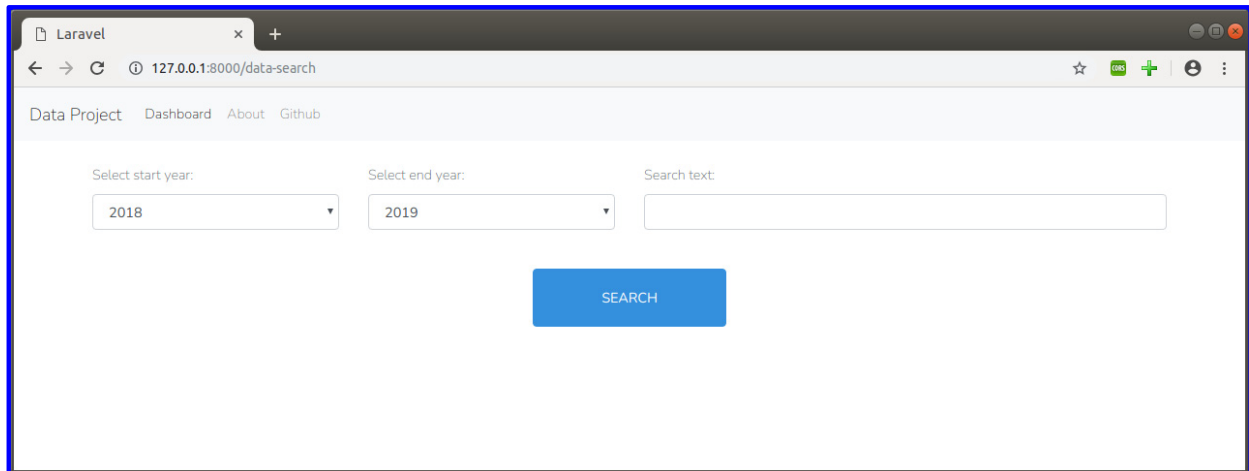 Laravel
127.0.0.1:8000/data-search
CORS
Data Project Dashboard About Github
Select start year: Select end year: Search text:
2018 2019
SEARCH